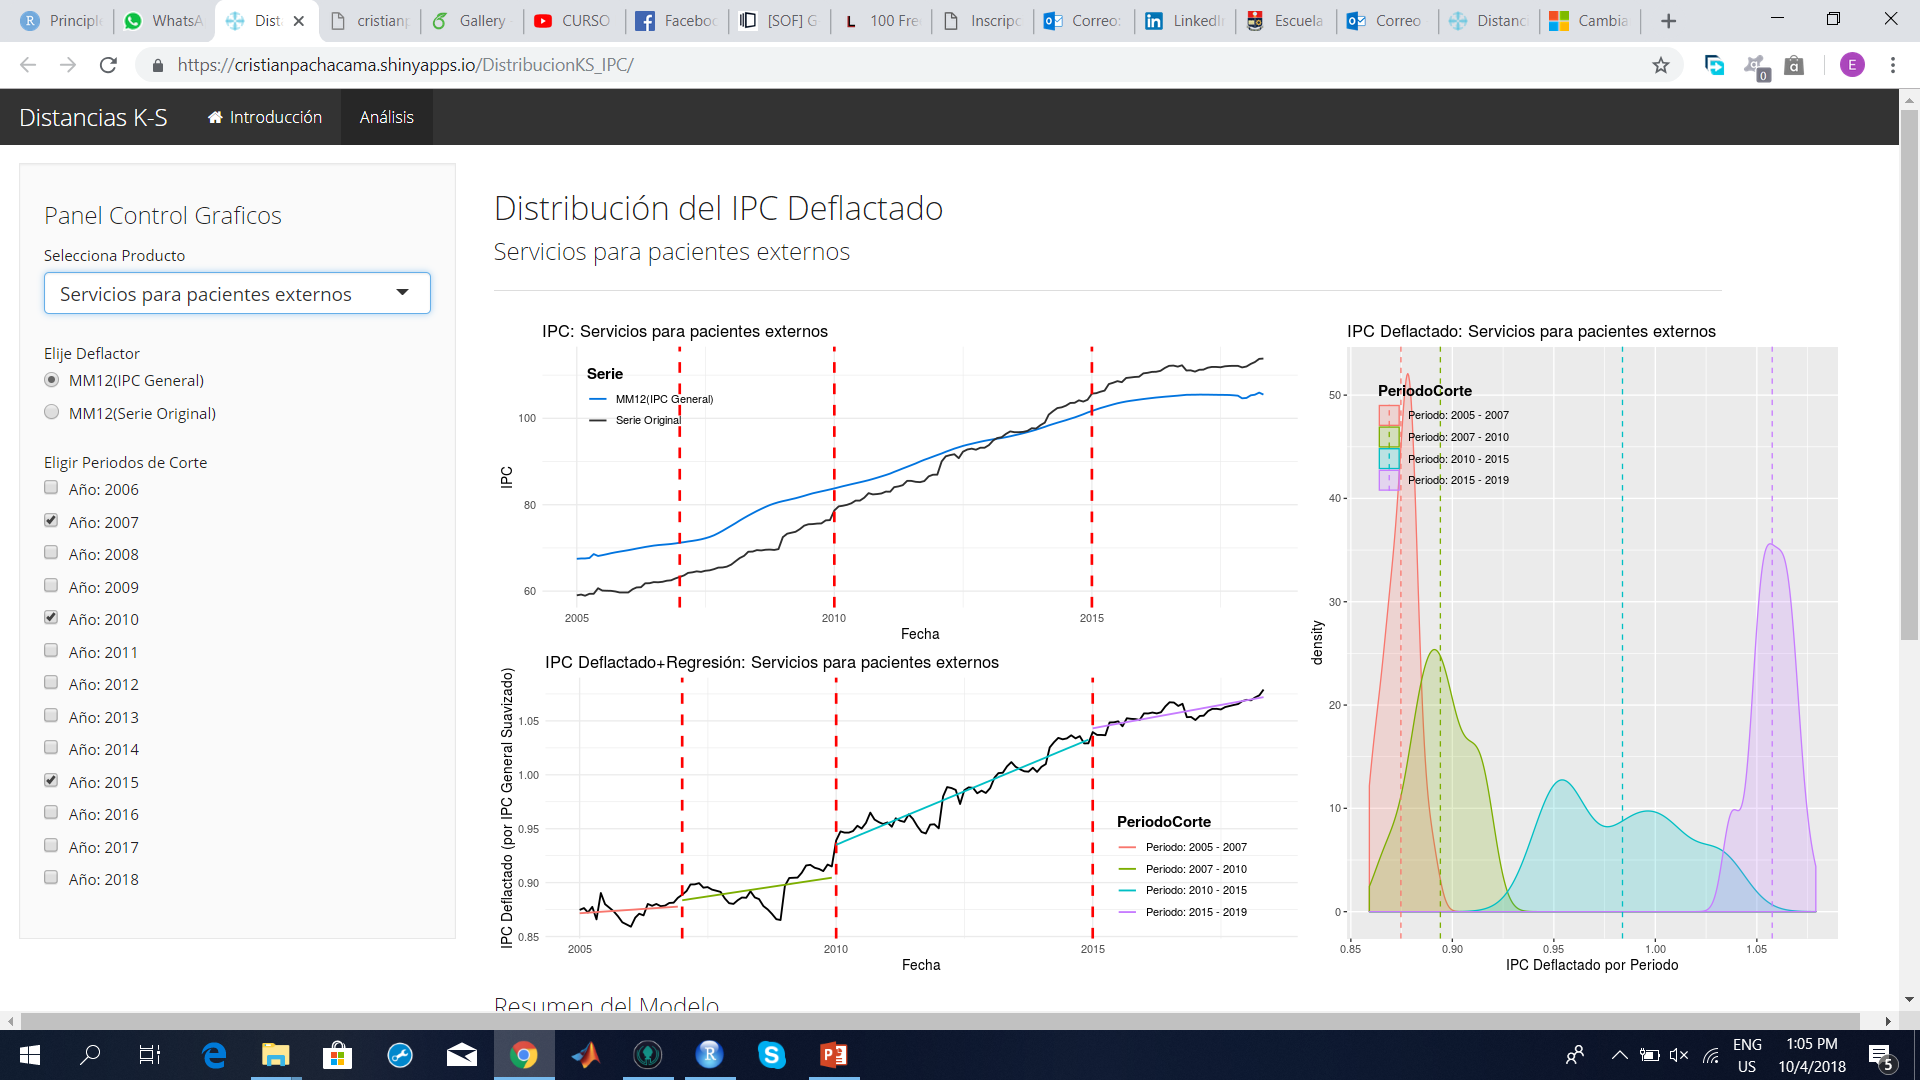 Principle
WhatsA
Dist
cristianp
Gallery
CURSO
Faceboo
[SOF] G
100 Fre
Inscripc
Correo:
LinkedIn
Escuela
Correo
Distanc
Cambia
https://cristianpachacama.shinyapps.io/DistribucionKS_IPC/
0
E
Distancias K-S
Introducción
Análisis
Panel Control Graficos
Selecciona Producto
Servicios para pacientes externos
Elije Deflactor
MM12(IPC General)
MM12(Serie Original)
Eligir Periodos de Corte
Año: 2006
Año: 2007
Año: 2008
Año: 2009
Año: 2010
Año: 2011
Año: 2012
Año: 2013
Año: 2014
Año: 2015
Año: 2016
Año: 2017
Año: 2018
Distribución del IPC Deflactado
Servicios para pacientes externos
IPC: Servicios para pacientes externos
Serie
MM12(IPC General)
Serie Original
IPC
100
80
60
2005
2010
2015
Fecha
IPC Deflactado+Regresión: Servicios para pacientes externos
IPC Deflactado (por IPC General Suavizado)
1.05
1.00
0.95
0.90
0.85
PeriodoCorte
Periodo: 2005 - 2007
Periodo: 2007 - 2010
Periodo: 2010 - 2015
Periodo: 2015 - 2019
2005
2010
2015
Fecha
IPC Deflactado: Servicios para pacientes externos
PeriodoCorte
Periodo: 2005 - 2007
Periodo: 2007 - 2010
Periodo: 2010 - 2015
Periodo: 2015 - 2019
density
50
40
30
20
10
0
0.85
0.90
0.95
1.00
1.05
IPC Deflactado por Periodo
Resumen del Modelo
ENG
US
1:05 PM
10/4/2018
5